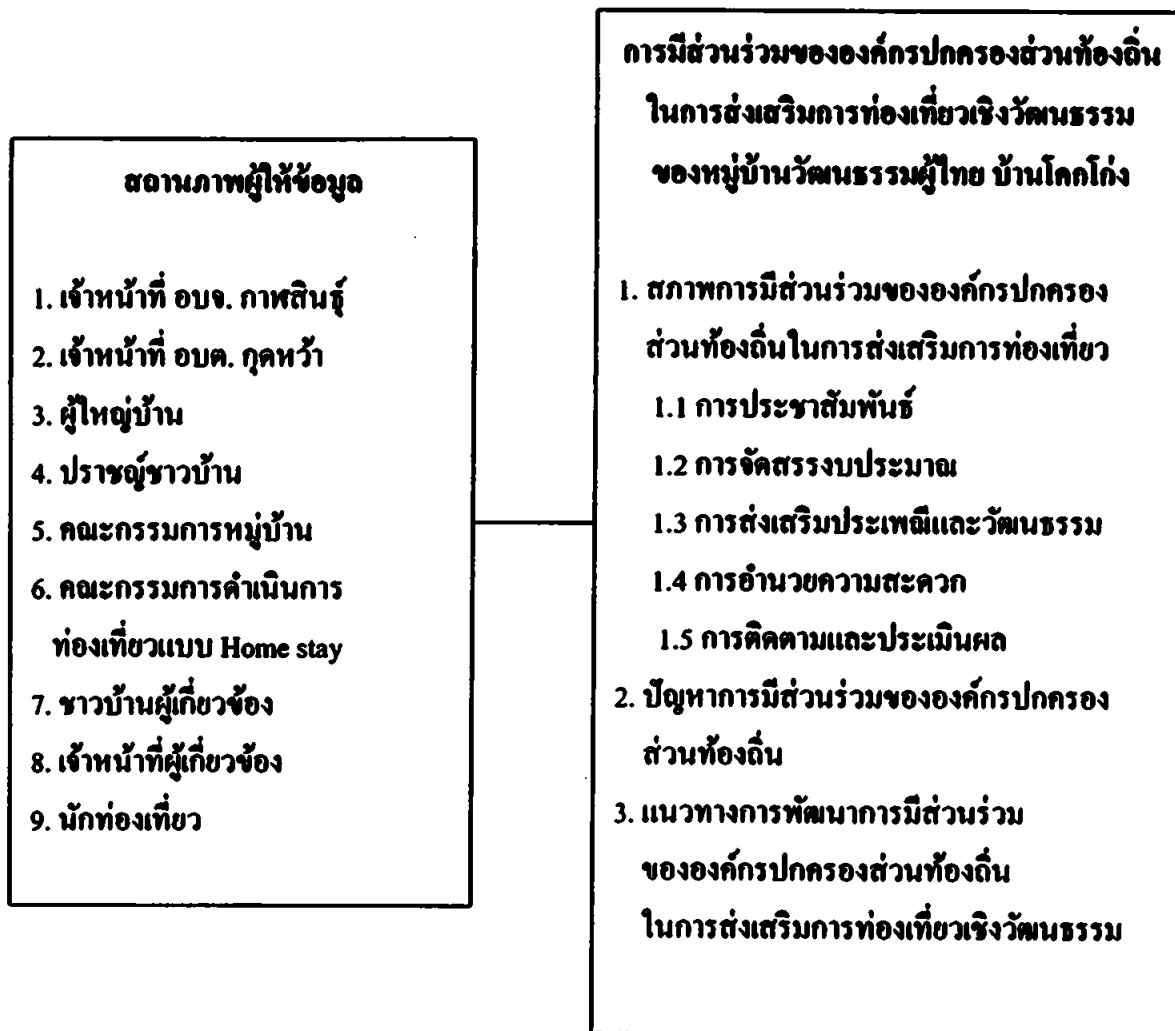 สถานภาพผู้ให้ข้อมูล
1. เจ้าหน้าที่ อบจ. กาฬสินธุ์
2. เจ้าหน้าที่ อบต. กุดหว้า
3. ผู้ใหญ่บ้าน
4. ปราชญ์ชาวบ้าน
5. คณะกรรมการหมู่บ้าน
6. คณะกรรมการดำเนินการ
ท่องเที่ยวแบบ Home stay
7. ชาวบ้านผู้เกี่ยวข้อง
8. เจ้าหน้าที่ผู้เกี่ยวข้อง
9. นักท่องเที่ยว
การมีส่วนร่วมขององค์กรปกครองส่วนท้องถิ่น
ในการส่งเสริมการท่องเที่ยวเชิงวัฒนธรรม
ของหมู่บ้านวัฒนธรรมผู้ไทย บ้านโคกโก่ง
1. สภาพการมีส่วนร่วมขององค์กรปกครอง
ส่วนท้องถิ่นในการส่งเสริมการท่องเที่ยว
1.1 การประชาสัมพันธ์
1.2 การจัดสรรงบประมาณ
1.3 การส่งเสริมประเพณีและวัฒนธรรม
1.4 การอำนวยความสะดวก
1.5 การติดตามและประเมินผล
2. ปัญหาการมีส่วนร่วมขององค์กรปกครอง
ส่วนท้องถิ่น
3. แนวทางการพัฒนาการมีส่วนร่วม
ขององค์กรปกครองส่วนท้องถิ่น
ในการส่งเสริมการท่องเที่ยวเชิงวัฒนธรรม